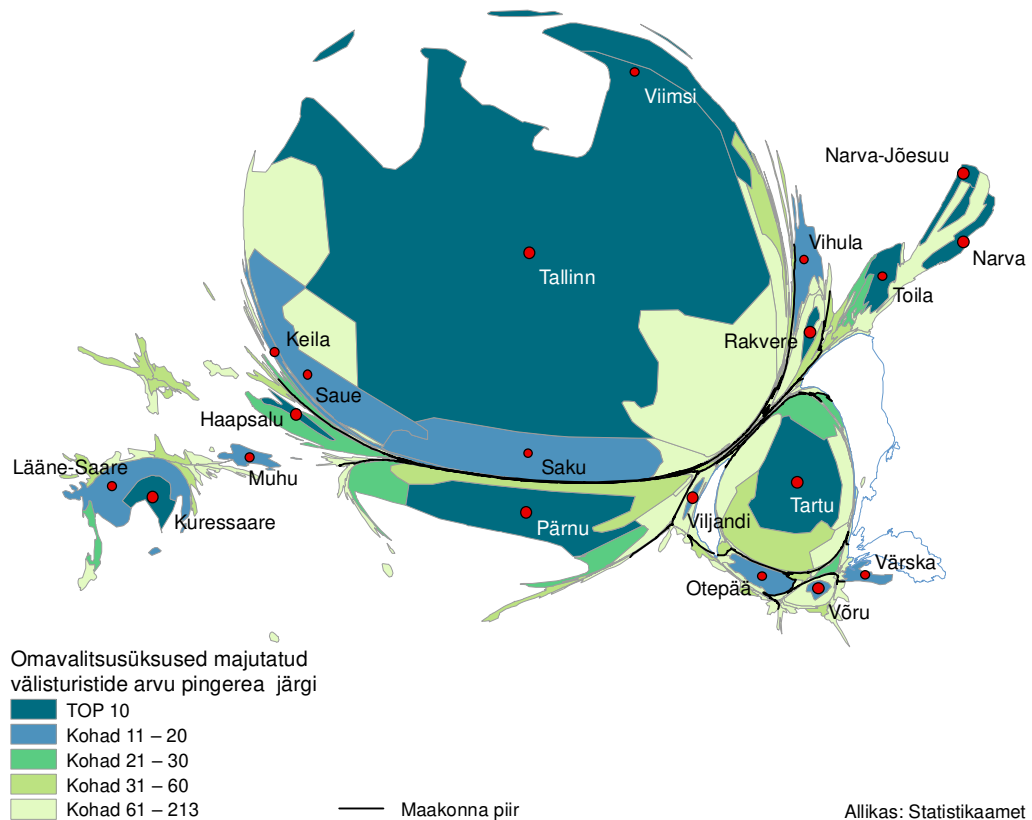 Viimsi
Narva-Jõesuu
Vihula
Narva
Tallinn
Toila
Keila
Rakvere
Saue
Haapsalu
Saku
Lääne-Saare
Muhu
Kuressaare
Pärnu
Viljandi
Tartu
Värska
Otepää
Võru
Omavalitsusüksused majutatud
välisturistide arvu pingerea järgi
TOP 10
Kohad 11 – 20
Kohad 21 – 30
Kohad 31 – 60
Kohad 61 – 213
Maakonna piir
Allikas: Statistikaamet